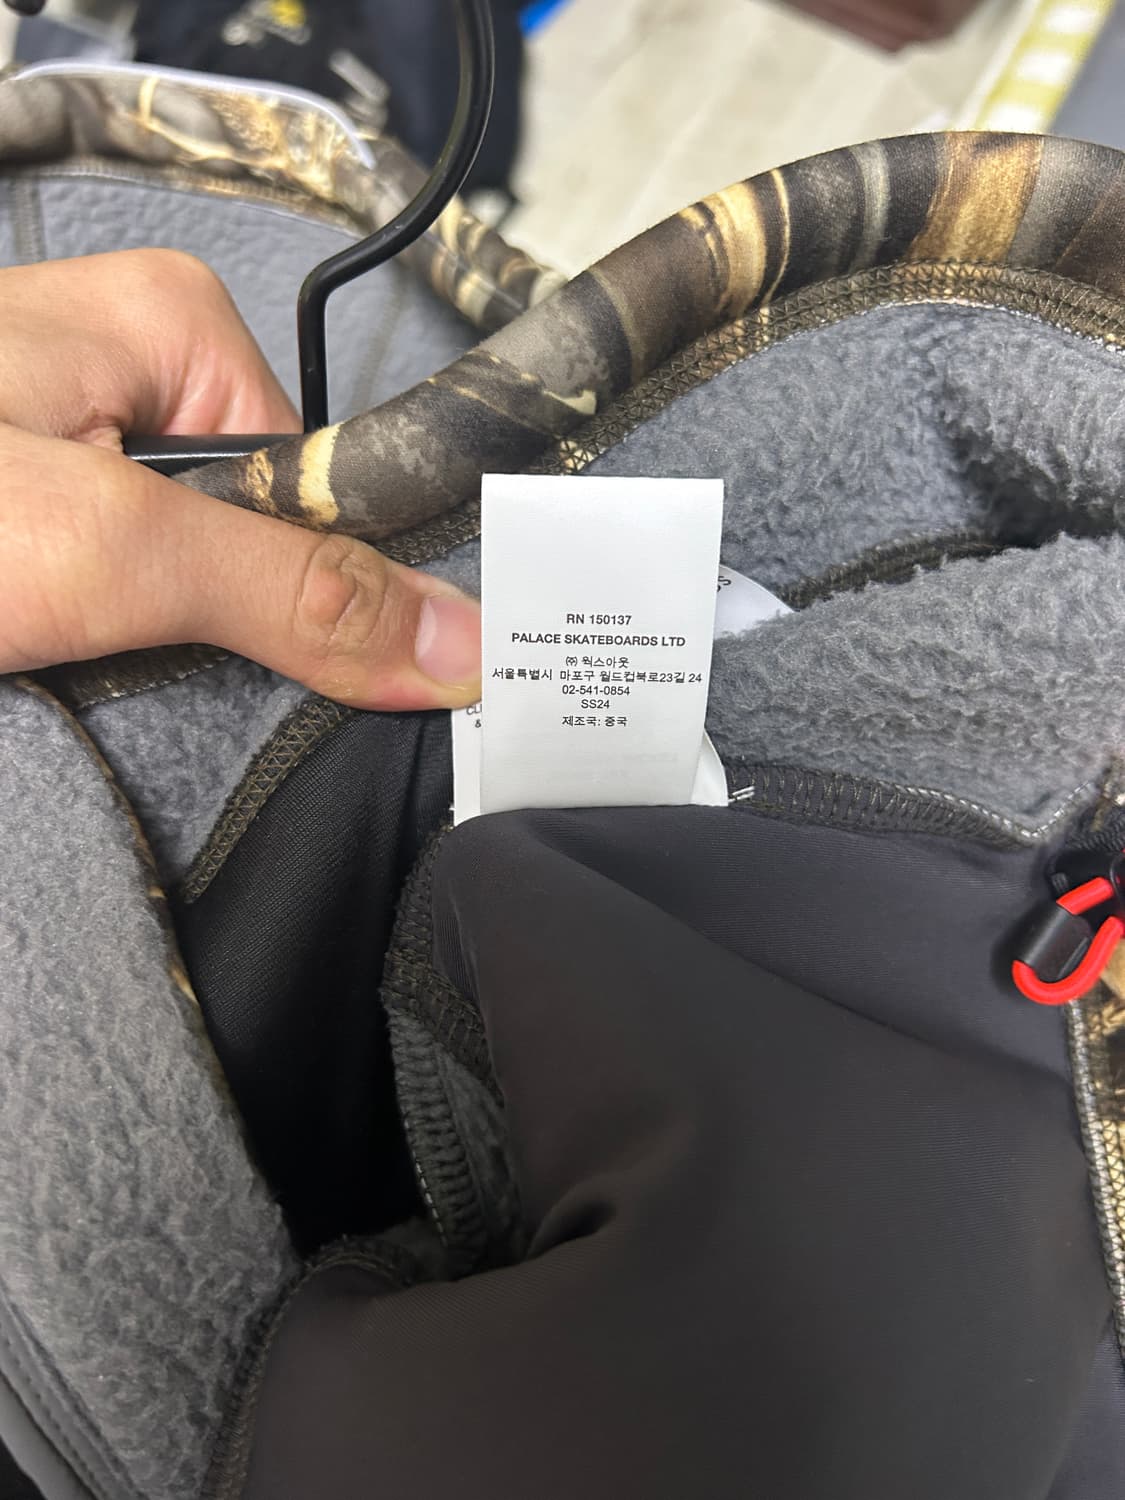 RN 150137
PALACE SKATEBOARDS LTD
㈜ 웍스아웃
서울특별시 마포구 월드컵북로23길 24
02-541-0854
SS24
제조국: 중국